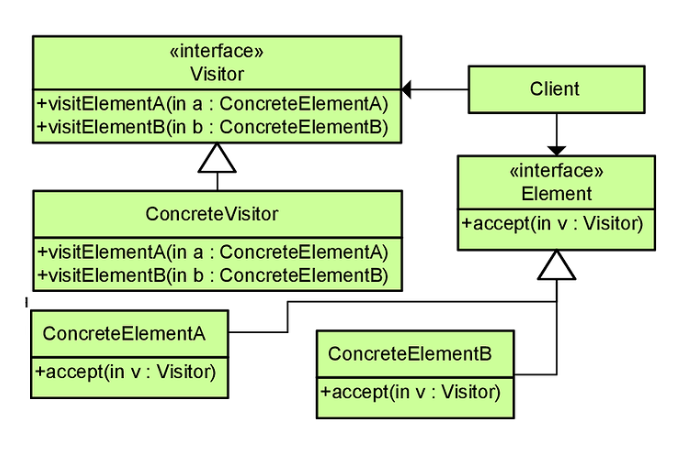 «interface»
Visitor
+visitElementA(in a : ConcreteElementA)
+visitElementB(in b : ConcreteElementB)
Client
«interface»
Element
+accept(in v : Visitor)
ConcreteVisitor
+visitElementA(in a : ConcreteElementA)
+visitElementB(in b : ConcreteElementB)
ConcreteElementA
+accept(in v : Visitor)
ConcreteElementB
+accept(in v : Visitor)